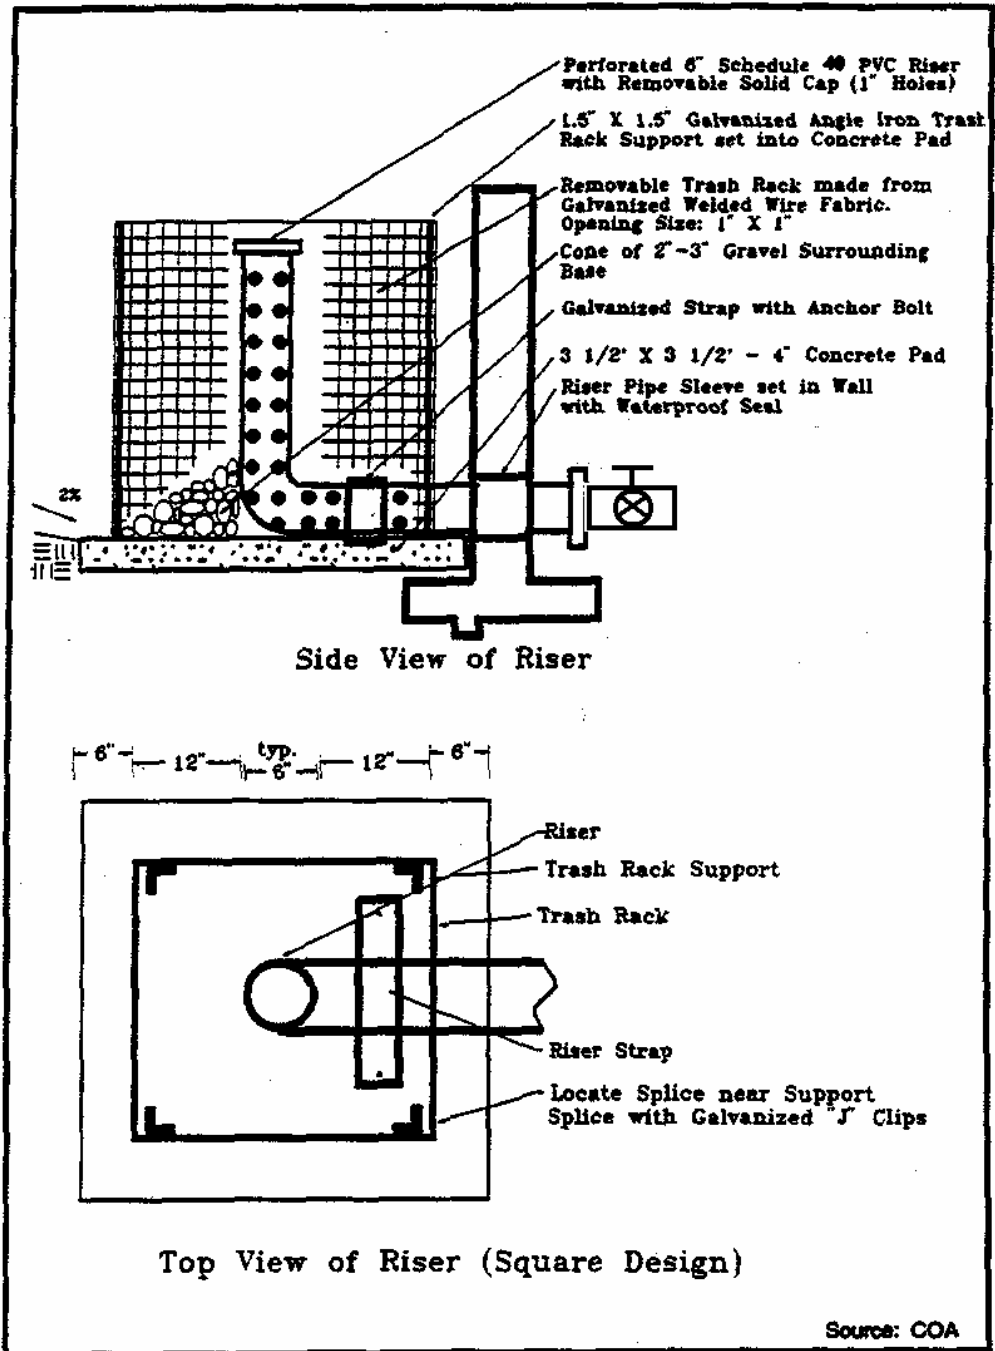 Perforated 6" Schedule 40 PVC Riser
with Removable Solid Cap (1" Holes)
1.5" X 1.5" Galvanized Angle Iron Trash
Rack Support set into Concrete Pad
Removable Trash Rack made from
Galvanized Welded Wire Fabric.
Opening Size: 1" X 1"
Cone of 2"-3" Gravel Surrounding
Base
Galvanized Strap with Anchor Bolt
3 1/2' X 3 1/2' - 4" Concrete Pad
Riser Pipe Sleeve set in Wall
with Waterproof Seal
2%
Side View of Riser
6" 12" typ. 6" 12" 6"
Riser
Trash Rack Support
Trash Rack
Riser Strap
Locate Splice near Support
Splice with Galvanized "J" Clips
Top View of Riser (Square Design)
Source: COA